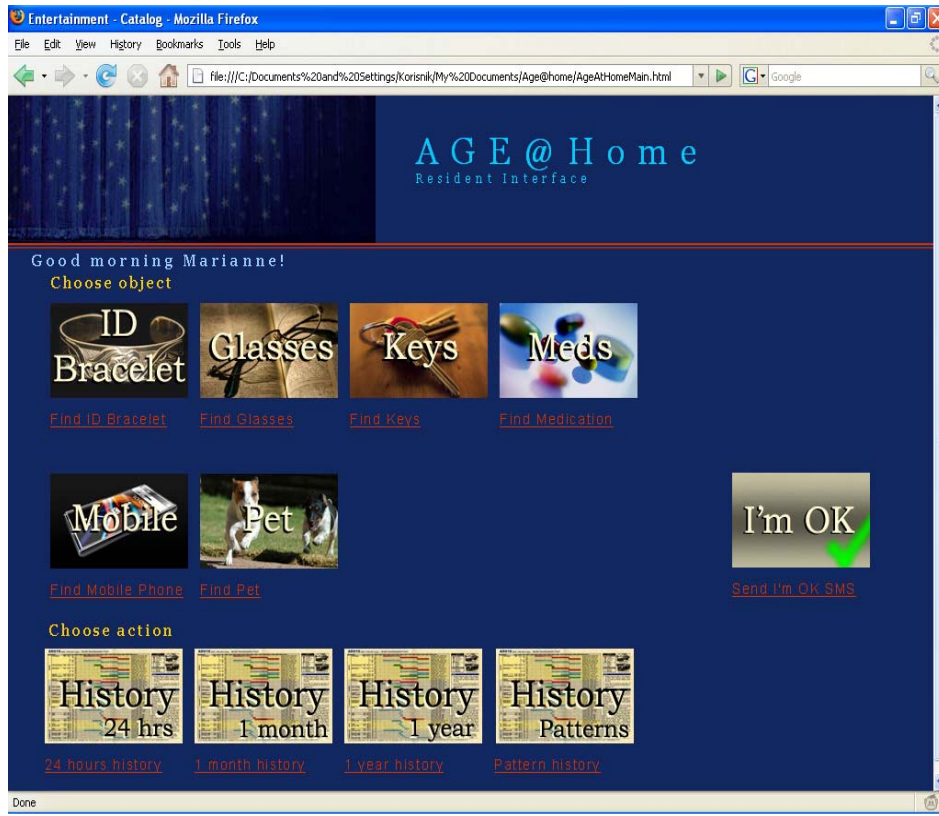 Entertainment - Catalog - Mozilla Firefox
File Edit View History Bookmarks Tools Help
file:///C:/Documents%20and%20Settings/Korisnik/My%20Documents/Age@home/AgeAtHomeMain.html
G Google
AGE@Home
Resident Interface
Good morning Marianne!
Choose object
ID
Bracelet
Glasses
Keys
Meds
Find ID Bracelet
Find Glasses
Find Keys
Find Medication
Mobile
Pet
I'm OK
Find Mobile Phone
Find Pet
Send I'm OK SMS
Choose action
History
24 hrs
History
1 month
History
1 year
History
Patterns
24 hours history
1 month history
1 year history
Pattern history
Done